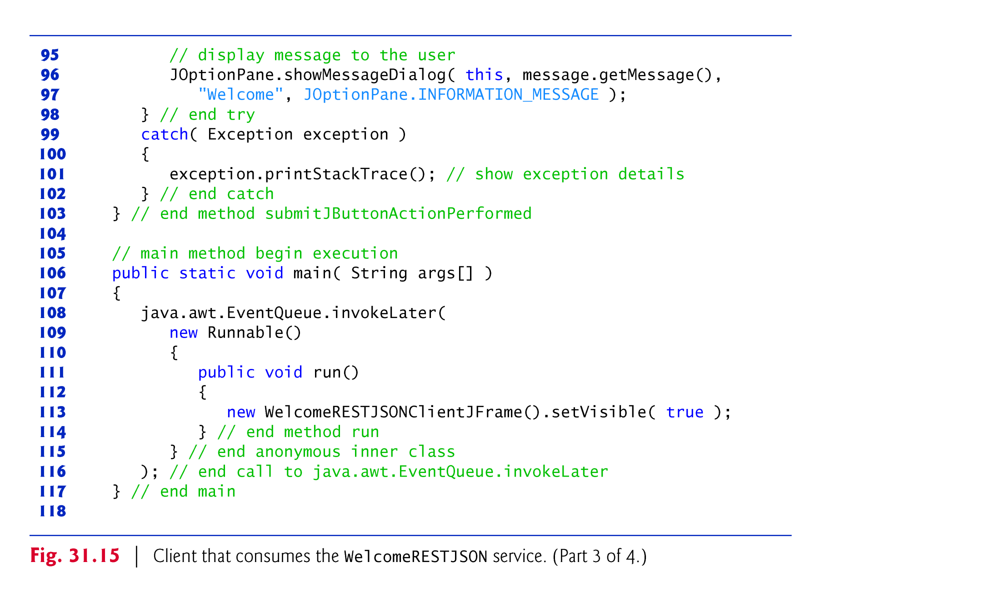 95 // display message to the user
96 JOptionPane.showMessageDialog( this, message.getMessage(),
97 "Welcome", JOptionPane.INFORMATION_MESSAGE );
98 } // end try
99 catch( Exception exception )
100 {
101 exception.printStackTrace(); // show exception details
102 } // end catch
103 } // end method submitJButtonActionPerformed
104
105 // main method begin execution
106 public static void main( String args[] )
107 {
108 java.awt.EventQueue.invokeLater(
109 new Runnable()
110 {
111 public void run()
112 {
113 new WelcomeRESTJSONClientJFrame().setVisible( true );
114 } // end method run
115 } // end anonymous inner class
116 ); // end call to java.awt.EventQueue.invokeLater
117 } // end main
118
Fig. 31.15 | Client that consumes the WelcomeRESTJSON service. (Part 3 of 4.)